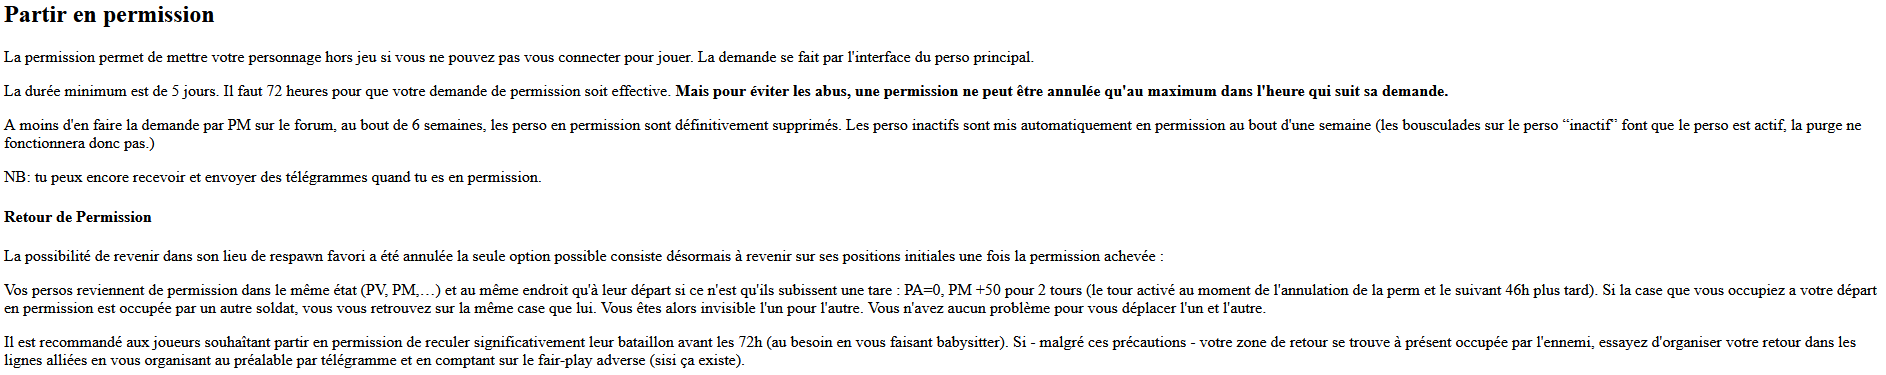 Partir en permission
La permission permet de mettre votre personnage hors jeu si vous ne pouvez pas vous connecter pour jouer. La demande se fait par l'interface du perso principal.
La durée minimum est de 5 jours. Il faut 72 heures pour que votre demande de permission soit effective. Mais pour éviter les abus, une permission ne peut être annulée qu'au maximum dans l'heure qui suit sa demande.
A moins d'en faire la demande par PM sur le forum, au bout de 6 semaines, les perso en permission sont définitivement supprimés. Les perso inactifs sont mis automatiquement en permission au bout d'une semaine (les bousculades sur le perso “inactif” font que le perso est actif, la purge ne
fonctionnera donc pas.)
NB: tu peux encore recevoir et envoyer des télégrammes quand tu es en permission.
Retour de Permission
La possibilité de revenir dans son lieu de respawn favori a été annulée la seule option possible consiste désormais à revenir sur ses positions initiales une fois la permission achevée :
Vos persos reviennent de permission dans le même état (PV, PM,…) et au même endroit qu'à leur départ si ce n'est qu'ils subissent une tare : PA=0, PM +50 pour 2 tours (le tour activé au moment de l'annulation de la perm et le suivant 46h plus tard). Si la case que vous occupiez a votre départ
en permission est occupée par un autre soldat, vous vous retrouvez sur la même case que lui. Vous êtes alors invisible l'un pour l'autre. Vous n'avez aucun problème pour vous déplacer l'un et l'autre.
Il est recommandé aux joueurs souhaîtant partir en permission de reculer significativement leur bataillon avant les 72h (au besoin en vous faisant babysitter). Si - malgré ces précautions - votre zone de retour se trouve à présent occupée par l'ennemi, essayez d'organiser votre retour dans les
lignes alliées en vous organisant au préalable par télégramme et en comptant sur le fair-play adverse (sisi ça existe).